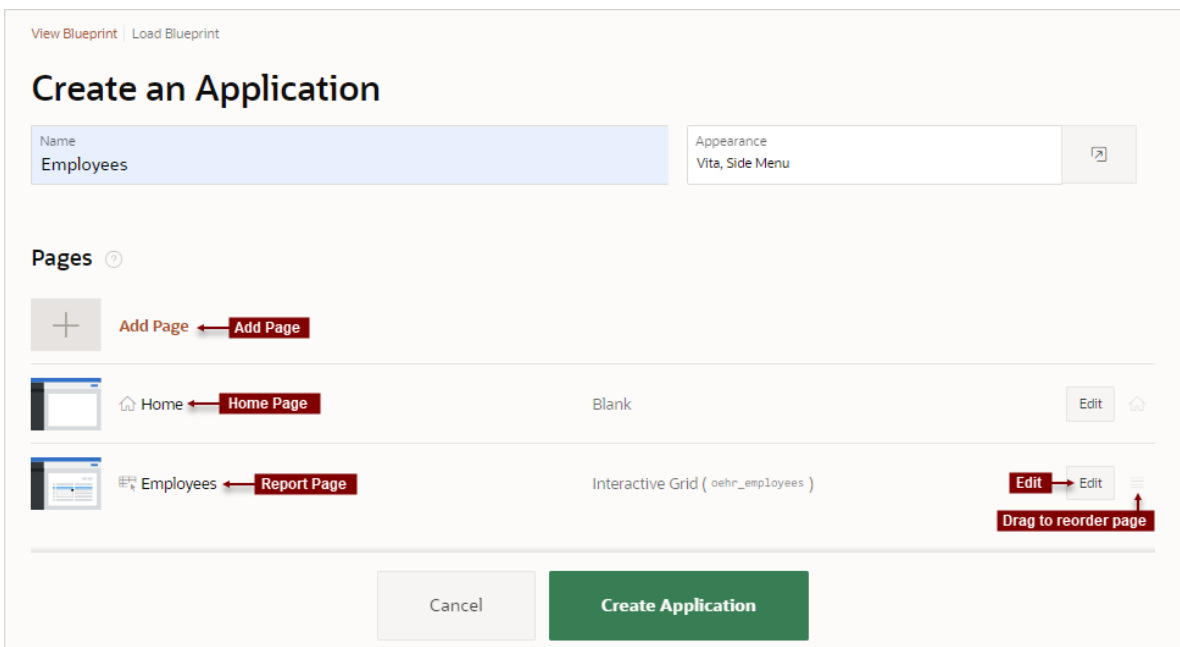 View Blueprint | Load Blueprint
Create an Application
Name
Employees
Appearance
Vita, Side Menu
Pages ?
Add Page Add Page
Home Home Page Blank Edit
Employees Report Page Interactive Grid ( oehr_employees ) Edit Edit
Drag to reorder page
Cancel Create Application